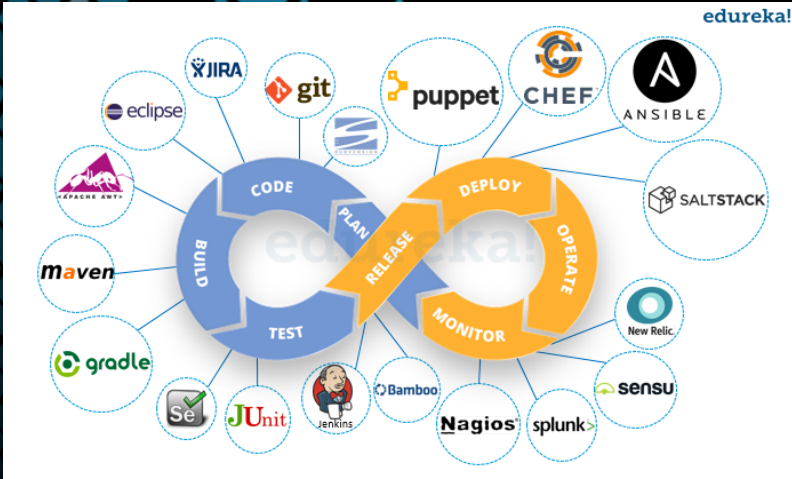 edureka!
JIRA
git
eclipse
puppet
CHEF
ANSIBLE
SUBVERSION
<APACHE ANT>
SALTSTACK
CODE
DEPLOY
PLAN
BUILD
edureka!
RELEASE
OPERATE
maven
TEST
MONITOR
New Relic.
gradle
sensu
Se
JUnit
Jenkins
Bamboo
Nagios®
splunk>